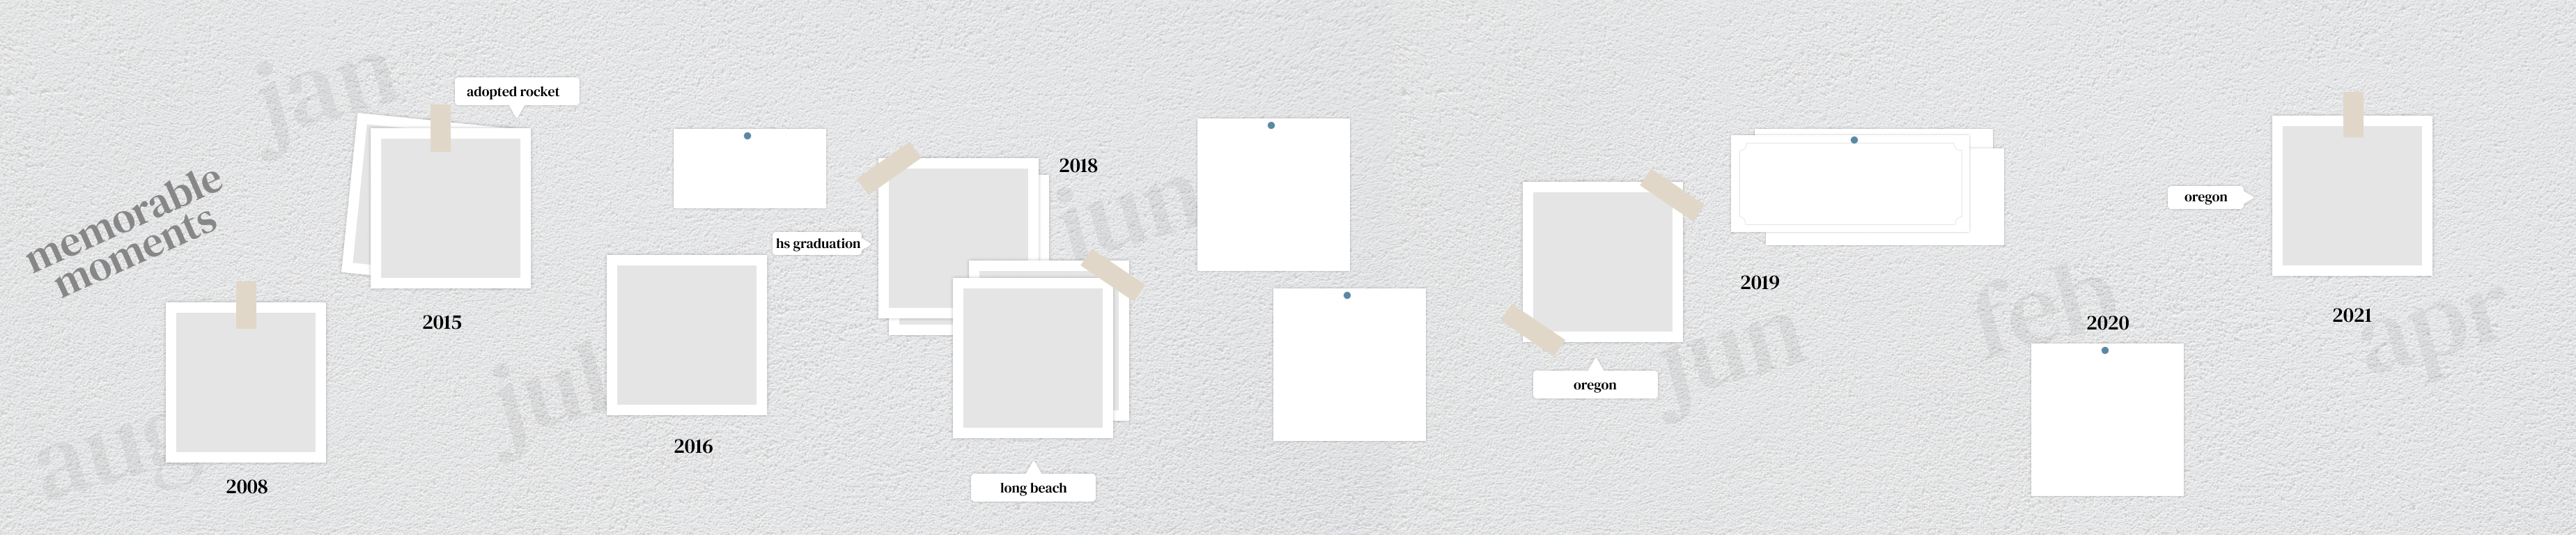 memorable
moments
aug
2008
jan
adopted rocket
2015
jul
2016
hs graduation
2018
jun
long beach
oregon
jun
2019
feb
2020
oregon
2021
apr